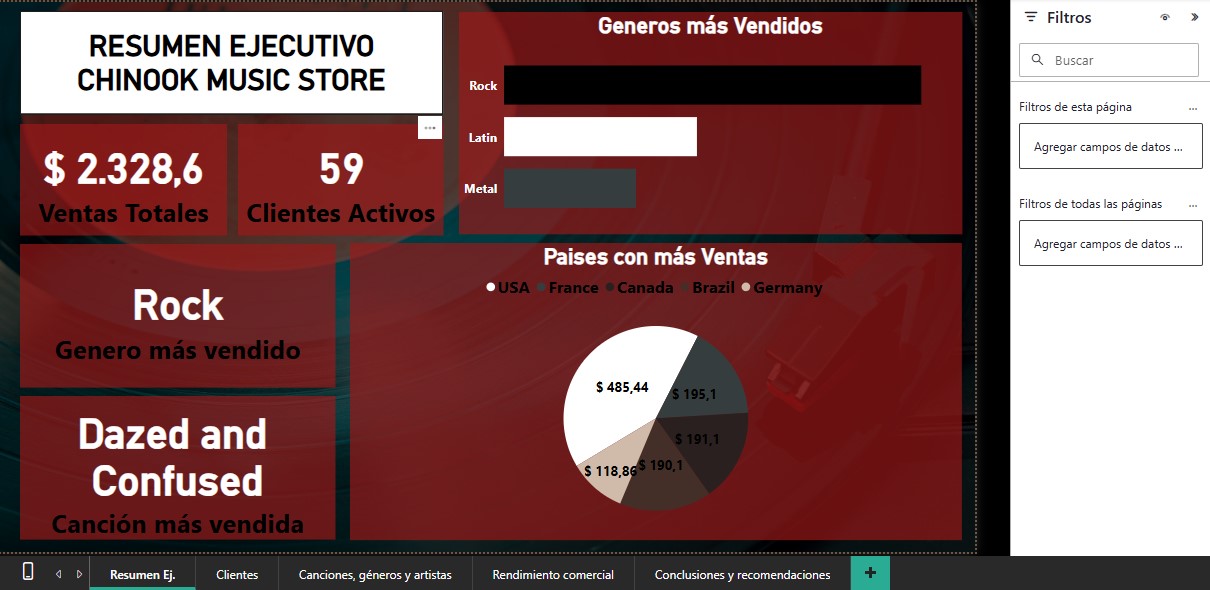 RESUMEN EJECUTIVO
CHINOOK MUSIC STORE
$ 2.328,6
Ventas Totales
59
Clientes Activos
Generos más Vendidos
Rock
Latin
Metal
Rock
Genero más vendido
Dazed and
Confused
Canción más vendida
Paises con más Ventas
USA France Canada Brazil Germany
$ 485,44
$ 195,1
$ 191,1
$ 190,1
$ 118,86
Filtros
Buscar
Filtros de esta página
Agregar campos de datos ...
Filtros de todas las páginas
Agregar campos de datos ...
Resumen Ej. Clientes Canciones, géneros y artistas Rendimiento comercial Conclusiones y recomendaciones +